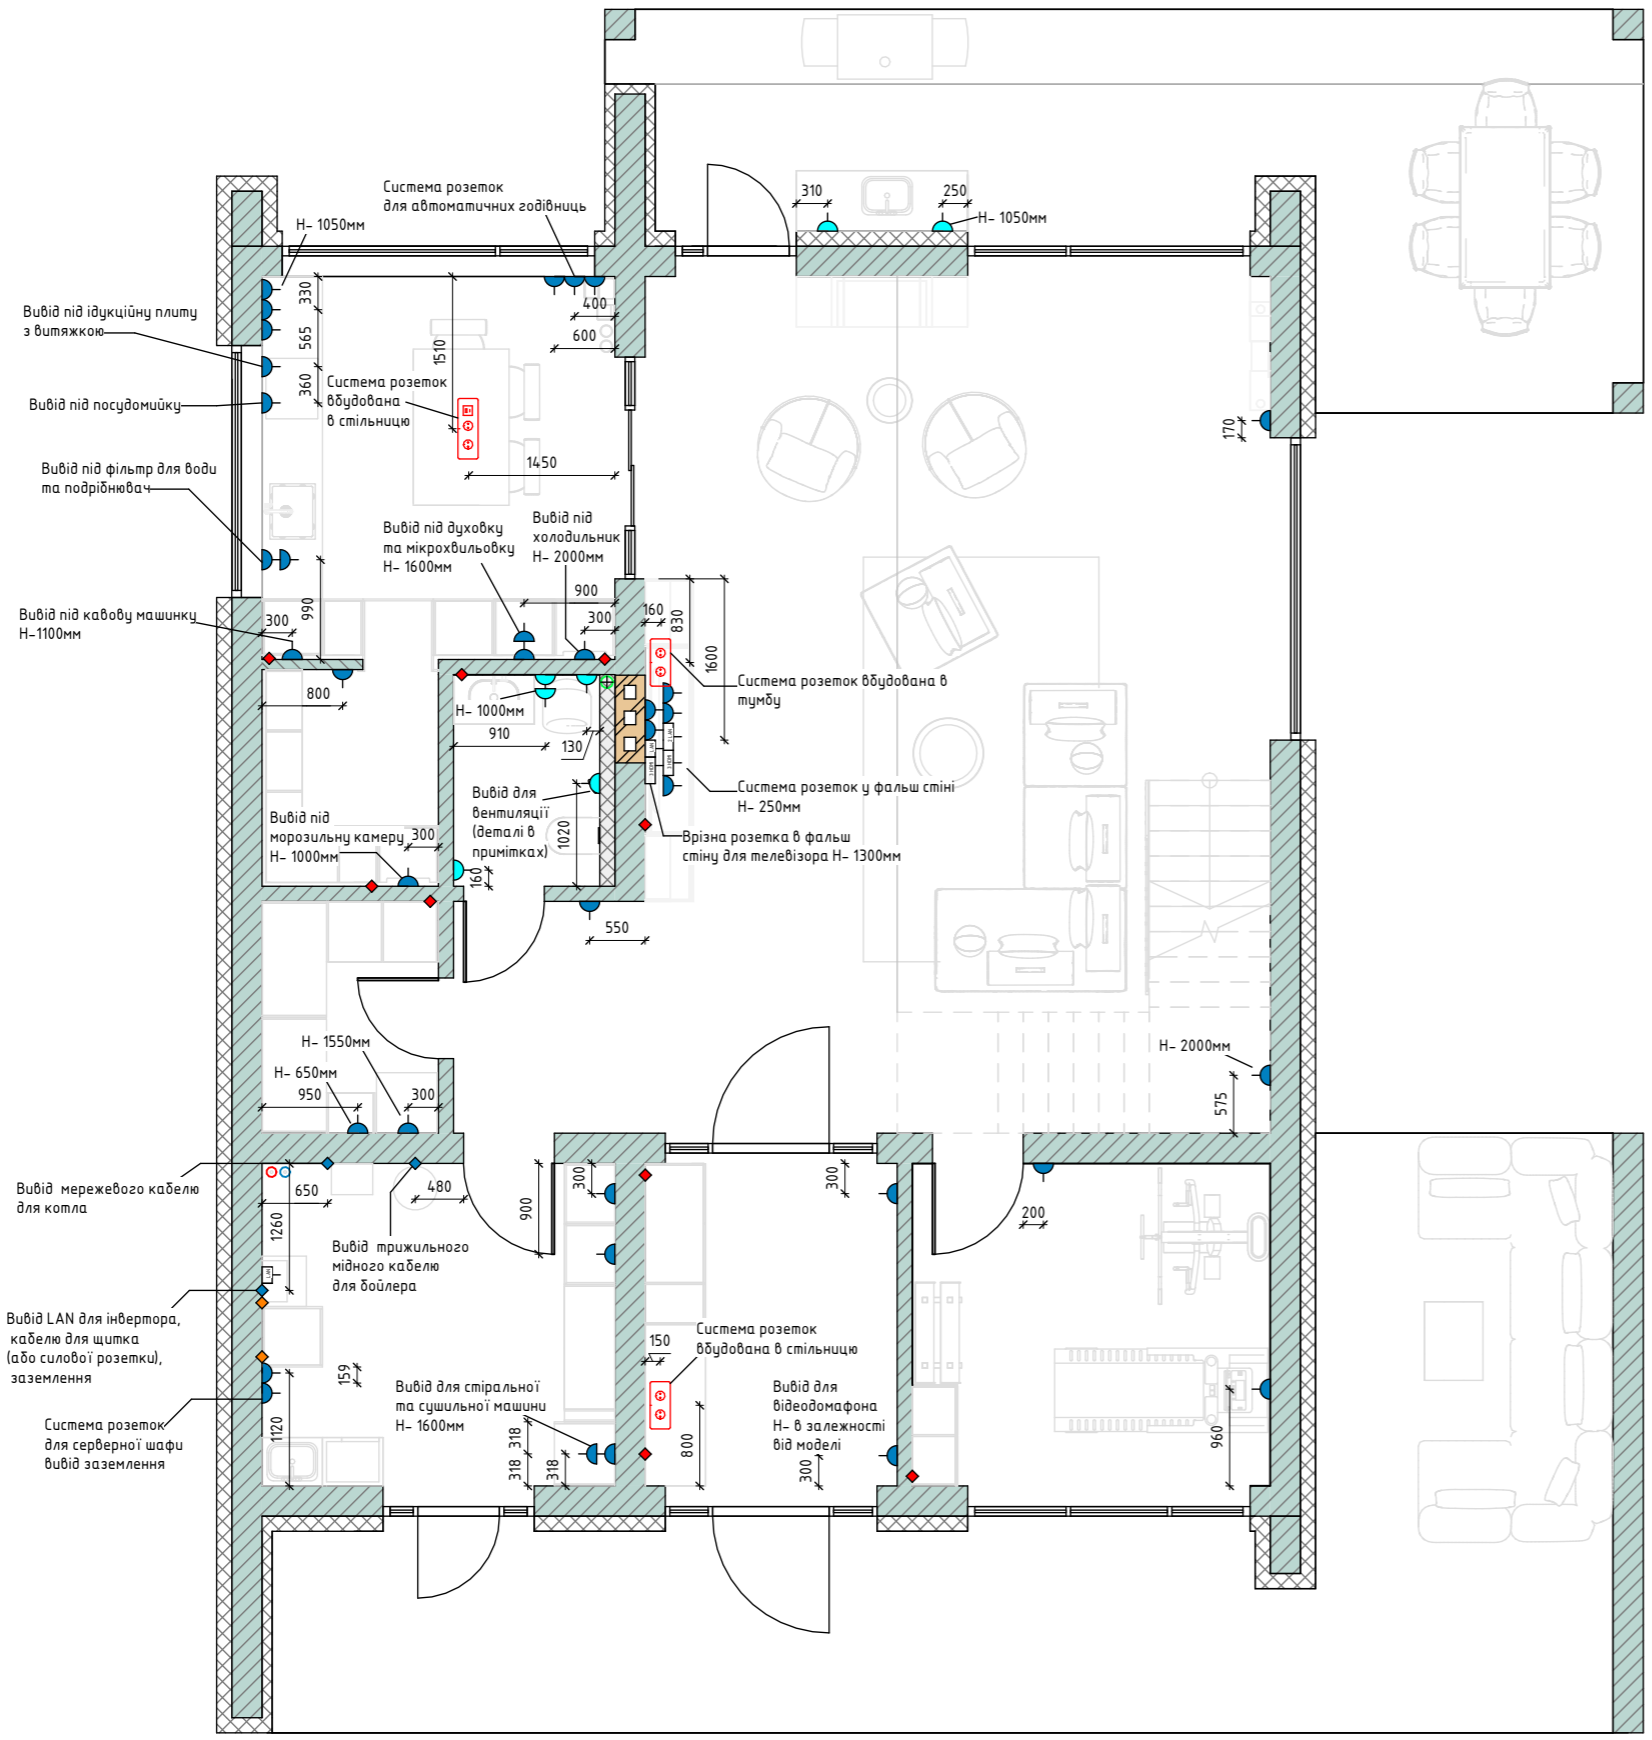 Система розеток
для автоматичних годівниць
Н- 1050мм
310
250
Н- 1050мм
330
400
Вивід під ідукційну плиту
з витяжкою
565
1510
600
360
Система розеток
вбудована
в стільницю
Вивід під посудомийку
170
1450
Вивід під фільтр для води
та подрібнювач
Вивід під духовку
та мікрохвильовку
Н- 1600мм
Вивід під
холодильник
Н- 2000мм
990
900
Вивід під кавову машинку
Н-1100мм
300
300
160
830
1600
800
Система розеток вбудована в
тумбу
Н- 1000мм
910
130
LAN
2 LAN
Система розеток у фальш стіні
Н- 250мм
Вивід для
вентиляції
(деталі в
примітках)
1020
Вивід під
морозильну камеру
Н- 1000мм
300
Врізна розетка в фальш
стіну для телевізора Н- 1300мм
160
550
Н- 1550мм
Н- 650мм
950
300
Н- 2000мм
575
Вивід  мережевого кабелю
для котла
650
480
1260
900
300
300
200
Вивід  трижильного
мідного кабелю
для бойлера
LAN
Вивід LAN для інвертора,
кабелю для щитка
(або силової розетки),
заземлення
150
Система розеток
вбудована в стільницю
159
Вивід для стіральної
та сушильної машини
Н- 1600мм
Вивід для
відеодомафона
Н- в залежності
від моделі
Система розеток
для серверної шафи
вивід заземлення
1120
318
318
318
800
300
960